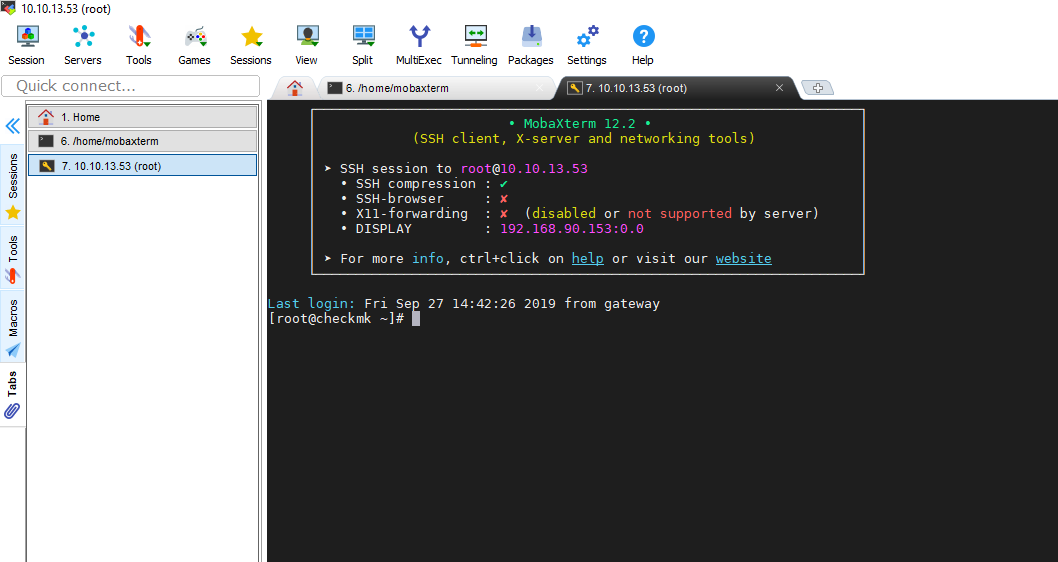 10.10.13.53 (root)
Session Servers Tools Games Sessions View Split MultiExec Tunneling Packages Settings Help
Quick connect...
6. /home/mobaxterm
7. 10.10.13.53 (root)
1. Home
6. /home/mobaxterm
7. 10.10.13.53 (root)
Sessions
Tools
Macros
Tabs
• MobaXterm 12.2 •
(SSH client, X-server and networking tools)
➤ SSH session to root@10.10.13.53
• SSH compression : ✔
• SSH-browser     : ✘
• X11-forwarding  : ✘  (disabled or not supported by server)
• DISPLAY         : 192.168.90.153:0.0
➤ For more info, ctrl+click on help or visit our website
Last login: Fri Sep 27 14:42:26 2019 from gateway
[root@checkmk ~]#